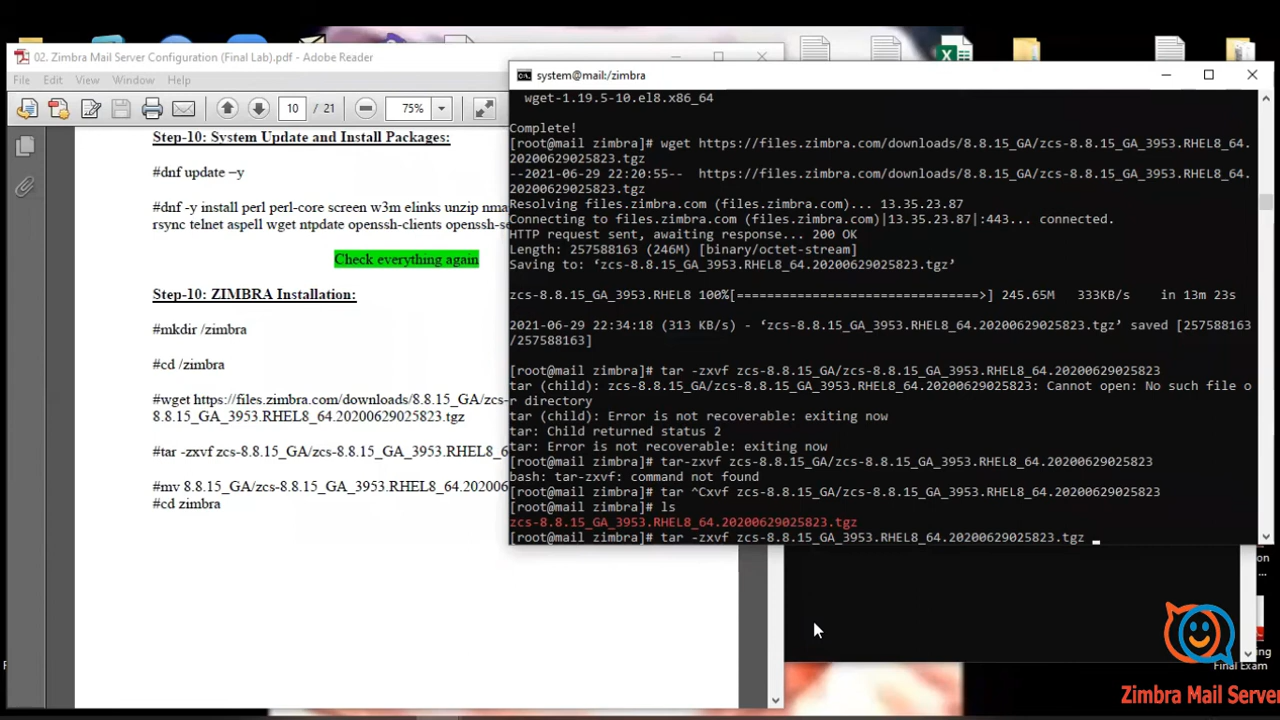 02. Zimbra Mail Server Configuration (Final Lab).pdf - Adobe Reader
File Edit View Window Help
10 / 21 75%
Step-10: System Update and Install Packages:
#dnf update –y
#dnf -y install perl perl-core screen w3m elinks unzip nma
rsync telnet aspell wget ntpdate openssh-clients openssh-se
Check everything again
Step-10: ZIMBRA Installation:
#mkdir /zimbra
#cd /zimbra
#wget https://files.zimbra.com/downloads/8.8.15_GA/zcs-
8.8.15_GA_3953.RHEL8_64.20200629025823.tgz
#tar -zxvf zcs-8.8.15_GA/zcs-8.8.15_GA_3953.RHEL8_
#mv 8.8.15_GA/zcs-8.8.15_GA_3953.RHEL8_64.202006
#cd zimbra
system@mail:/zimbra
wget-1.19.5-10.el8.x86_64
Complete!
[root@mail zimbra]# wget https://files.zimbra.com/downloads/8.8.15_GA/zcs-8.8.15_GA_3953.RHEL8_64.
20200629025823.tgz
--2021-06-29 22:20:55-- https://files.zimbra.com/downloads/8.8.15_GA/zcs-8.8.15_GA_3953.RHEL8_64.
20200629025823.tgz
Resolving files.zimbra.com (files.zimbra.com)... 13.35.23.87
Connecting to files.zimbra.com (files.zimbra.com)|13.35.23.87|:443... connected.
HTTP request sent, awaiting response... 200 OK
Length: 257588163 (246M) [binary/octet-stream]
Saving to: ‘zcs-8.8.15_GA_3953.RHEL8_64.20200629025823.tgz’
zcs-8.8.15_GA_3953.RHEL8 100%[================================>] 245.65M 333KB/s in 13m 23s
2021-06-29 22:34:18 (313 KB/s) - ‘zcs-8.8.15_GA_3953.RHEL8_64.20200629025823.tgz’ saved [257588163
/257588163]
[root@mail zimbra]# tar -zxvf zcs-8.8.15_GA/zcs-8.8.15_GA_3953.RHEL8_64.20200629025823
tar (child): zcs-8.8.15_GA/zcs-8.8.15_GA_3953.RHEL8_64.20200629025823: Cannot open: No such file o
r directory
tar (child): Error is not recoverable: exiting now
tar: Child returned status 2
tar: Error is not recoverable: exiting now
[root@mail zimbra]# tar-zxvf zcs-8.8.15_GA/zcs-8.8.15_GA_3953.RHEL8_64.20200629025823
bash: tar-zxvf: command not found
[root@mail zimbra]# tar ^Cxvf zcs-8.8.15_GA/zcs-8.8.15_GA_3953.RHEL8_64.20200629025823
[root@mail zimbra]# ls
zcs-8.8.15_GA_3953.RHEL8_64.20200629025823.tgz
[root@mail zimbra]# tar -zxvf zcs-8.8.15_GA_3953.RHEL8_64.20200629025823.tgz
Final Exam
Zimbra Mail Server